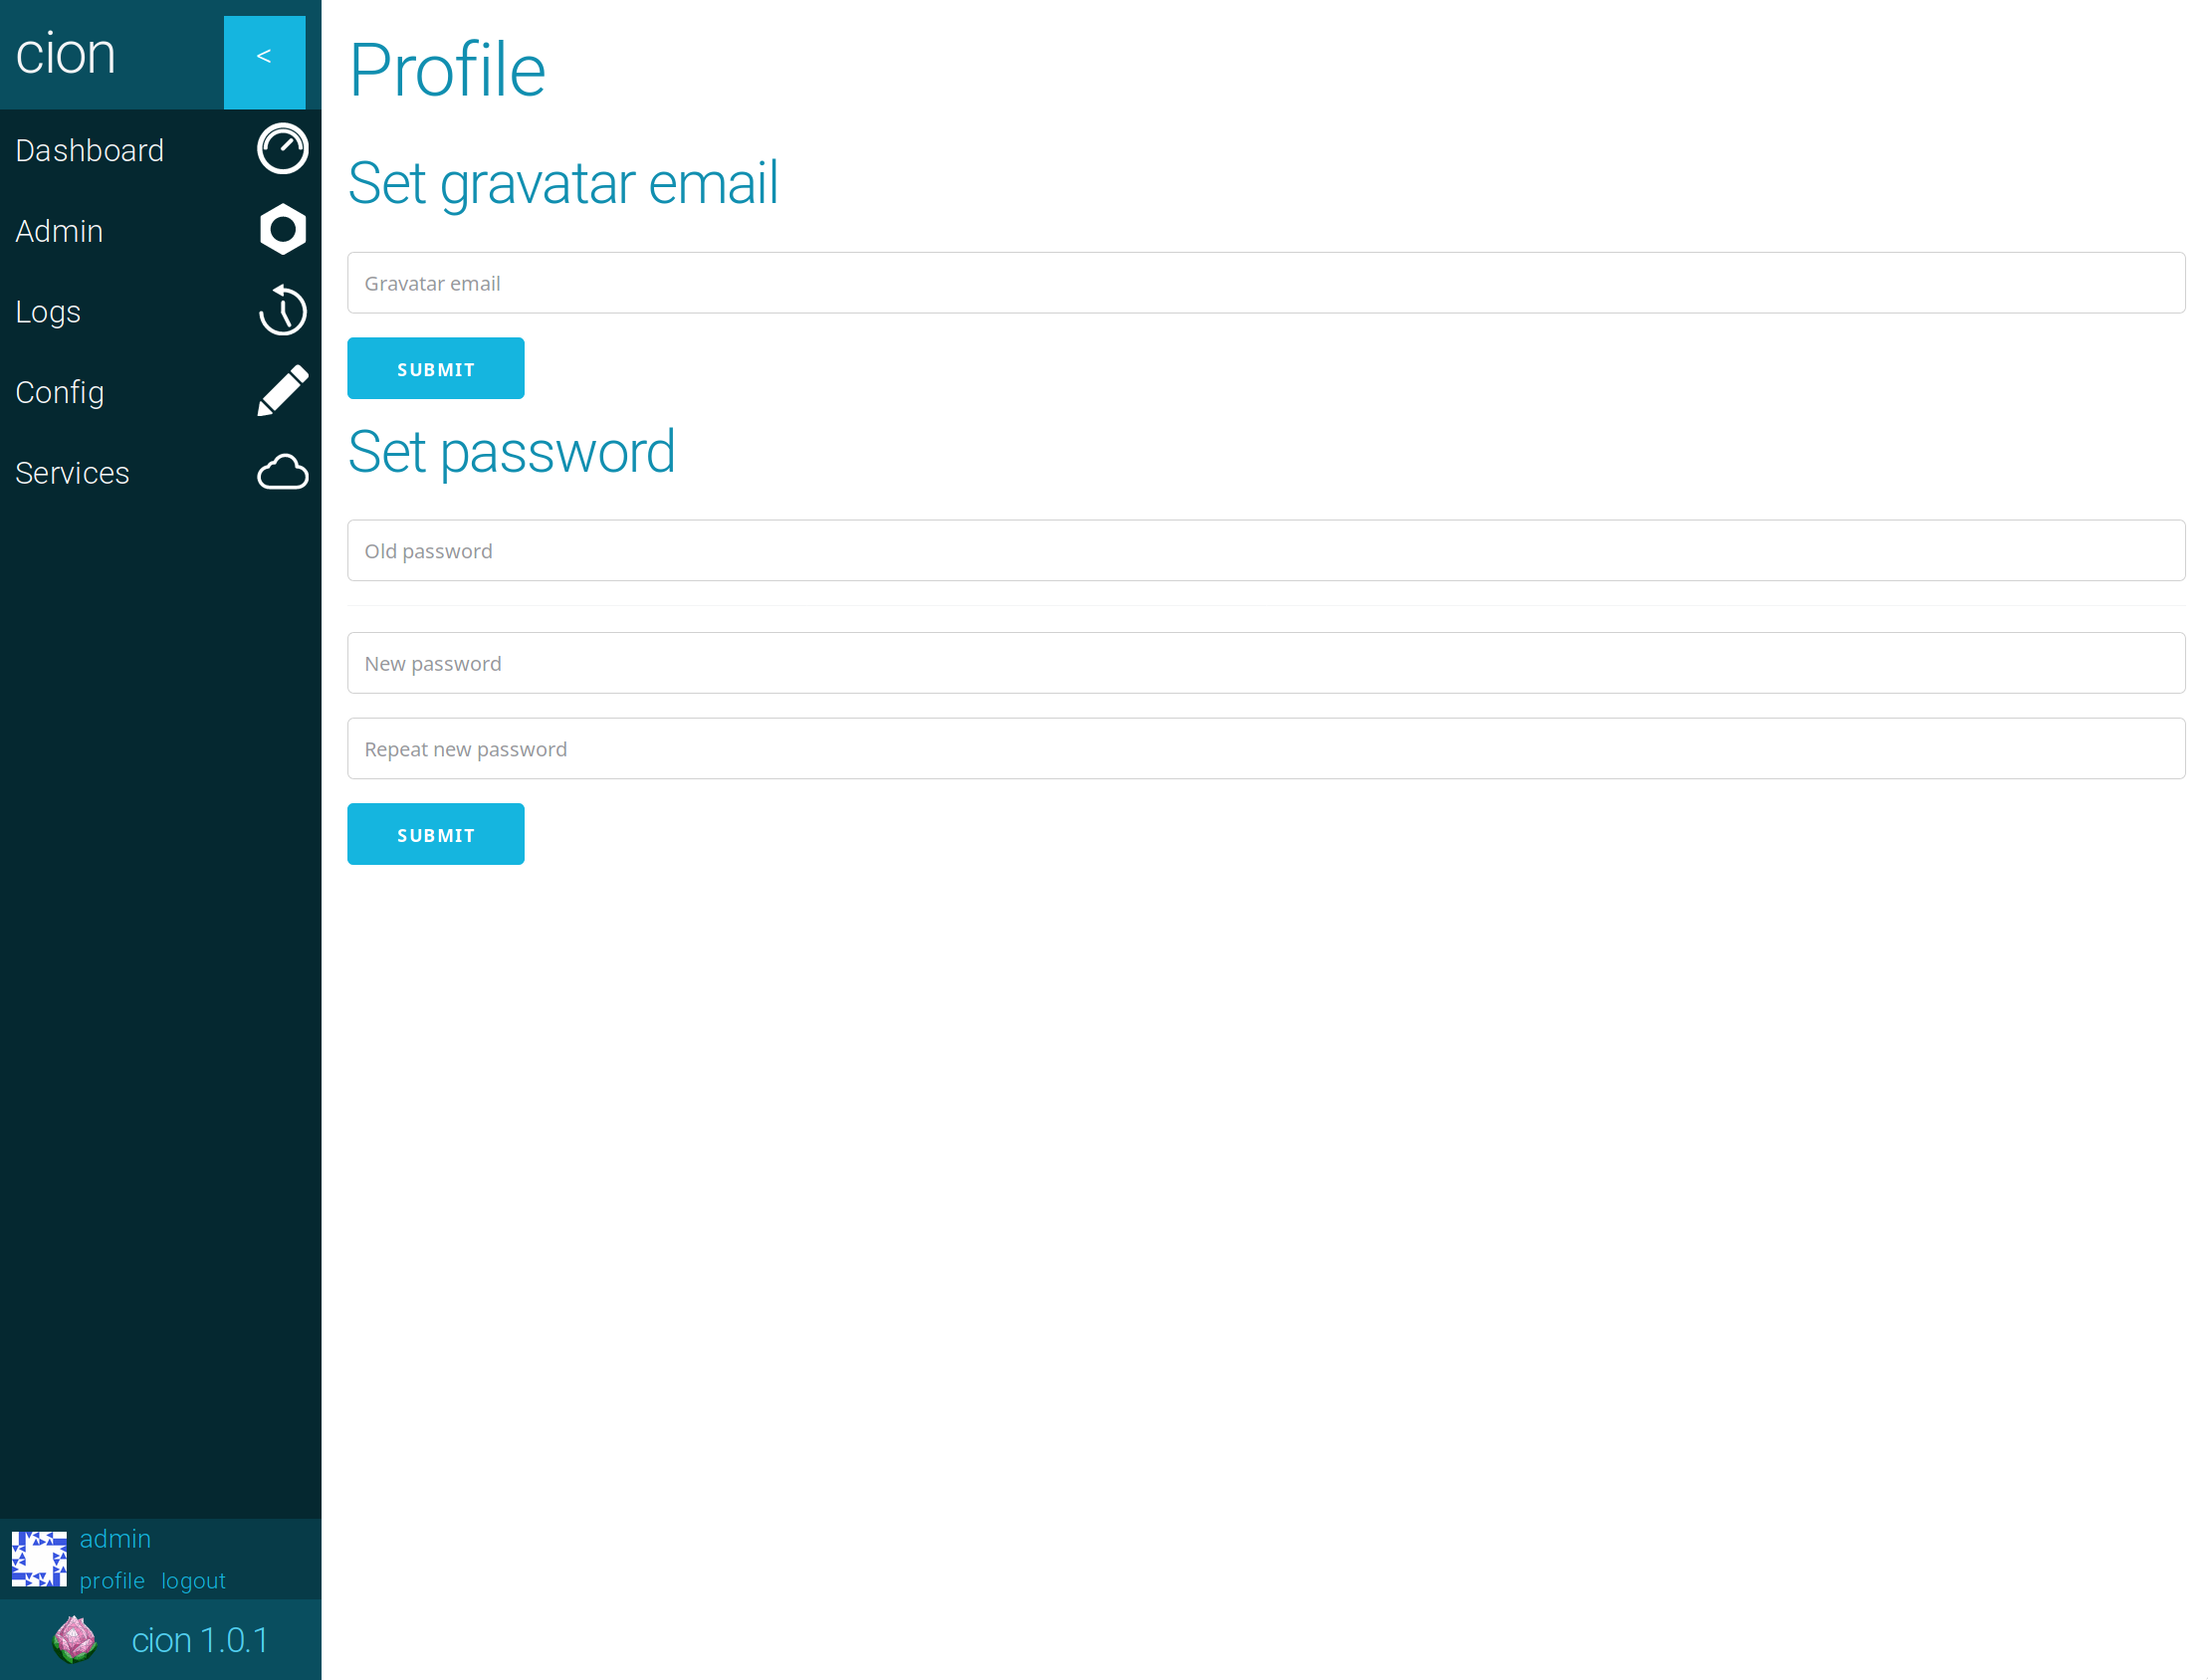 cion
<
Dashboard
Admin
Logs
Config
Services
Profile
Set gravatar email
Gravatar email
SUBMIT
Set password
Old password
New password
Repeat new password
SUBMIT
admin
profile logout
cion 1.0.1